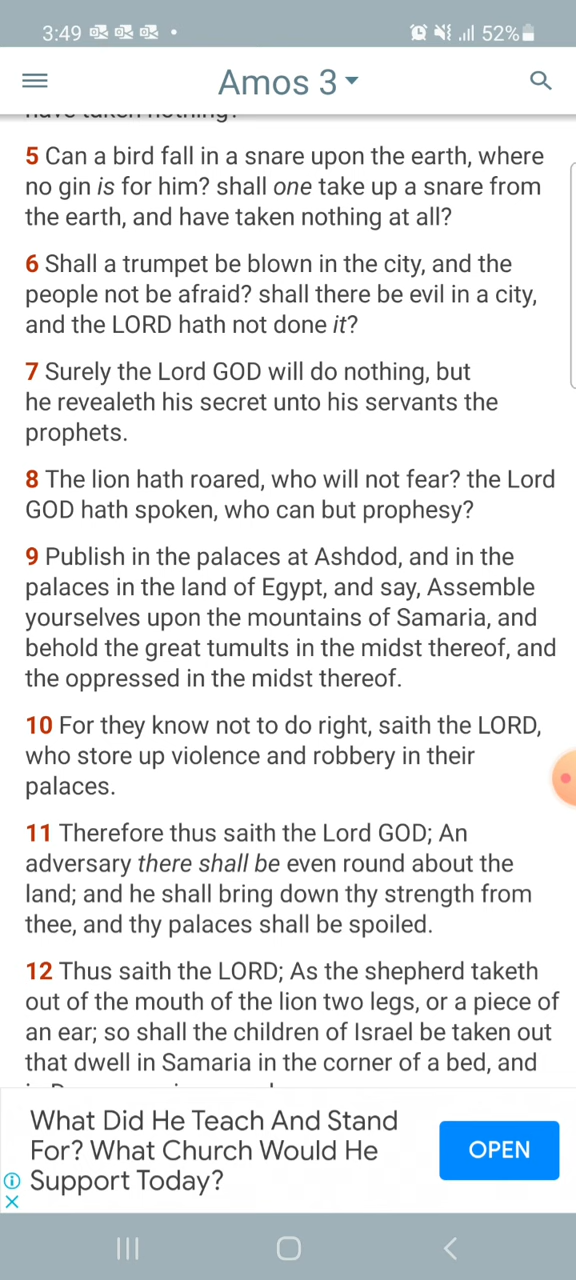 3:49
52%
Amos 3
have taken nothing?
5 Can a bird fall in a snare upon the earth, where
no gin is for him? shall one take up a snare from
the earth, and have taken nothing at all?
6 Shall a trumpet be blown in the city, and the
people not be afraid? shall there be evil in a city,
and the LORD hath not done it?
7 Surely the Lord GOD will do nothing, but
he revealeth his secret unto his servants the
prophets.
8 The lion hath roared, who will not fear? the Lord
GOD hath spoken, who can but prophesy?
9 Publish in the palaces at Ashdod, and in the
palaces in the land of Egypt, and say, Assemble
yourselves upon the mountains of Samaria, and
behold the great tumults in the midst thereof, and
the oppressed in the midst thereof.
10 For they know not to do right, saith the LORD,
who store up violence and robbery in their
palaces.
11 Therefore thus saith the Lord GOD; An
adversary there shall be even round about the
land; and he shall bring down thy strength from
thee, and thy palaces shall be spoiled.
12 Thus saith the LORD; As the shepherd taketh
out of the mouth of the lion two legs, or a piece of
an ear; so shall the children of Israel be taken out
that dwell in Samaria in the corner of a bed, and
What Did He Teach And Stand
For? What Church Would He
Support Today?
OPEN